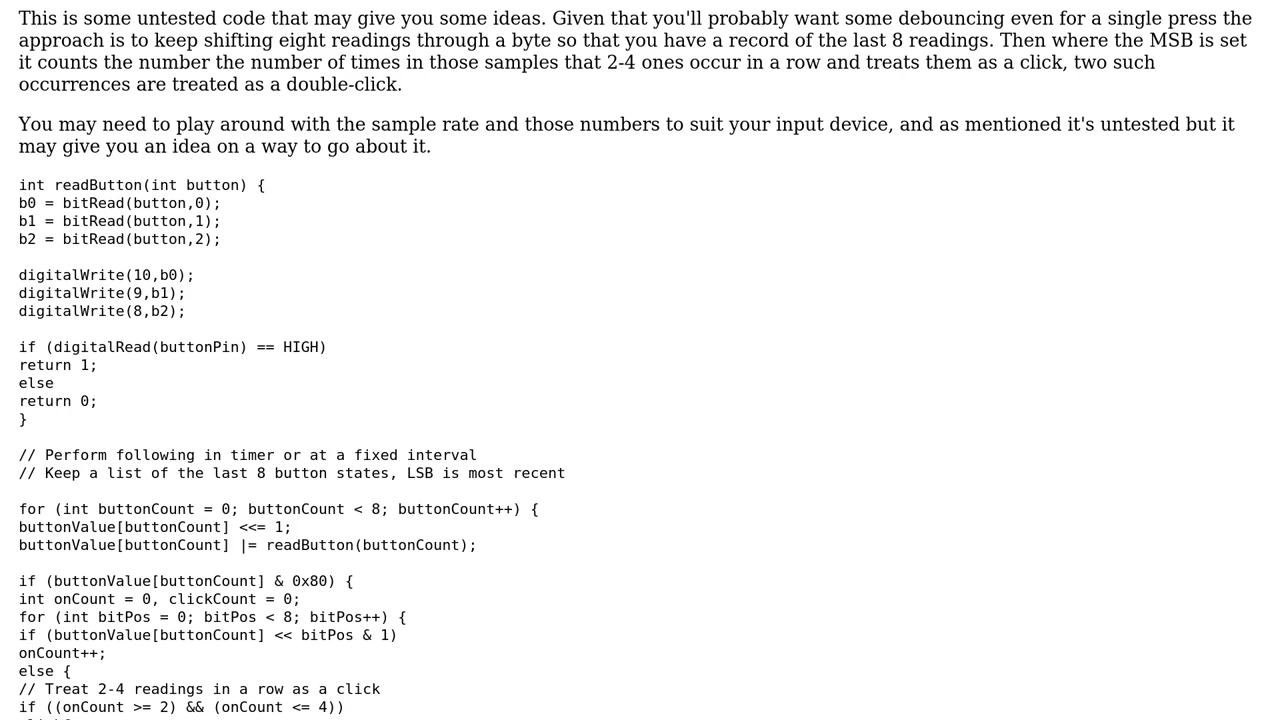 This is some untested code that may give you some ideas. Given that you'll probably want some debouncing even for a single press the
approach is to keep shifting eight readings through a byte so that you have a record of the last 8 readings. Then where the MSB is set
it counts the number the number of times in those samples that 2-4 ones occur in a row and treats them as a click, two such
occurrences are treated as a double-click.
You may need to play around with the sample rate and those numbers to suit your input device, and as mentioned it's untested but it
may give you an idea on a way to go about it.
int readButton(int button) {
b0 = bitRead(button,0);
b1 = bitRead(button,1);
b2 = bitRead(button,2);
digitalWrite(10,b0);
digitalWrite(9,b1);
digitalWrite(8,b2);
if (digitalRead(buttonPin) == HIGH)
return 1;
else
return 0;
}
// Perform following in timer or at a fixed interval
// Keep a list of the last 8 button states, LSB is most recent
for (int buttonCount = 0; buttonCount < 8; buttonCount++) {
buttonValue[buttonCount] <<= 1;
buttonValue[buttonCount] |= readButton(buttonCount);
if (buttonValue[buttonCount] & 0x80) {
int onCount = 0, clickCount = 0;
for (int bitPos = 0; bitPos < 8; bitPos++) {
if (buttonValue[buttonCount] << bitPos & 1)
onCount++;
else {
// Treat 2-4 readings in a row as a click
if ((onCount >= 2) && (onCount <= 4))